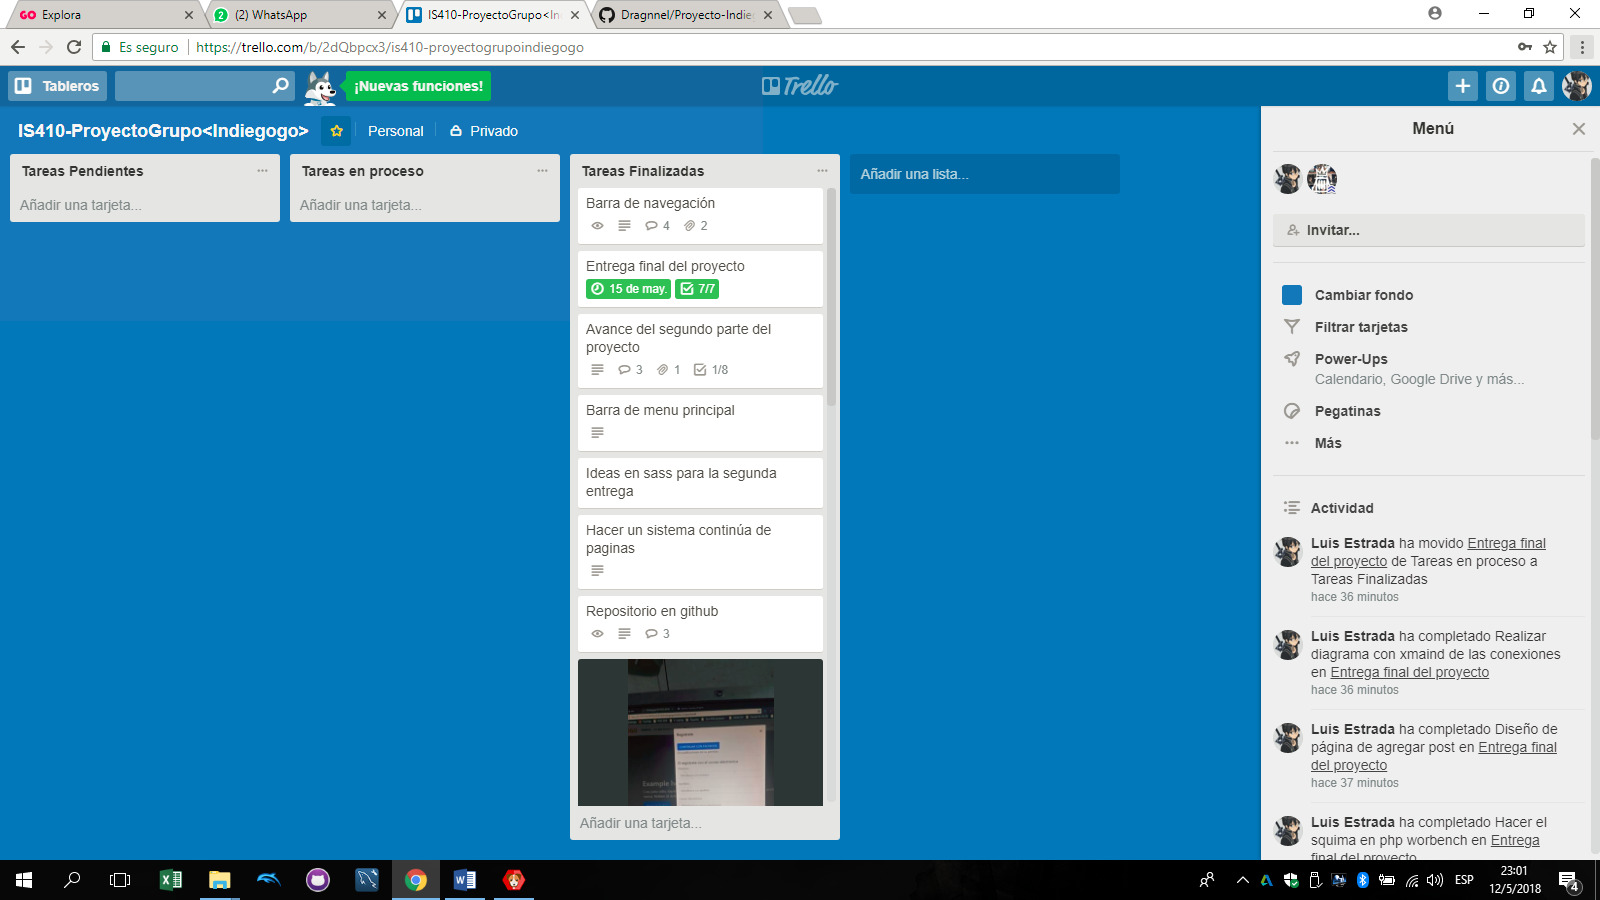 GO Explora
2 (2) WhatsApp
IS410-ProyectoGrupo<In
Dragnnel/Proyecto-Indie
Es seguro
https://trello.com/b/2dQbpcx3/is410-proyectogrupoindiegogo
Tableros
¡Nuevas funciones!
Trello
IS410-ProyectoGrupo<Indiegogo>
Personal
Privado
Tareas Pendientes
Añadir una tarjeta...
Tareas en proceso
Añadir una tarjeta...
Tareas Finalizadas
Barra de navegación
4 2
Entrega final del proyecto
15 de may. 7/7
Avance del segundo parte del
proyecto
3 1 1/8
Barra de menu principal
Ideas en sass para la segunda
entrega
Hacer un sistema continúa de
paginas
Repositorio en github
3
Añadir una tarjeta...
Añadir una lista...
Menú
Invitar...
Cambiar fondo
Filtrar tarjetas
Power-Ups
Calendario, Google Drive y más...
Pegatinas
Más
Actividad
Luis Estrada ha movido Entrega final
del proyecto de Tareas en proceso a
Tareas Finalizadas
hace 36 minutos
Luis Estrada ha completado Realizar
diagrama con xmaind de las conexiones
en Entrega final del proyecto
hace 36 minutos
Luis Estrada ha completado Diseño de
página de agregar post en Entrega final
del proyecto
hace 37 minutos
Luis Estrada ha completado Hacer el
squima en php worbench en Entrega
final del proyecto
ESP
23:01
12/5/2018
4